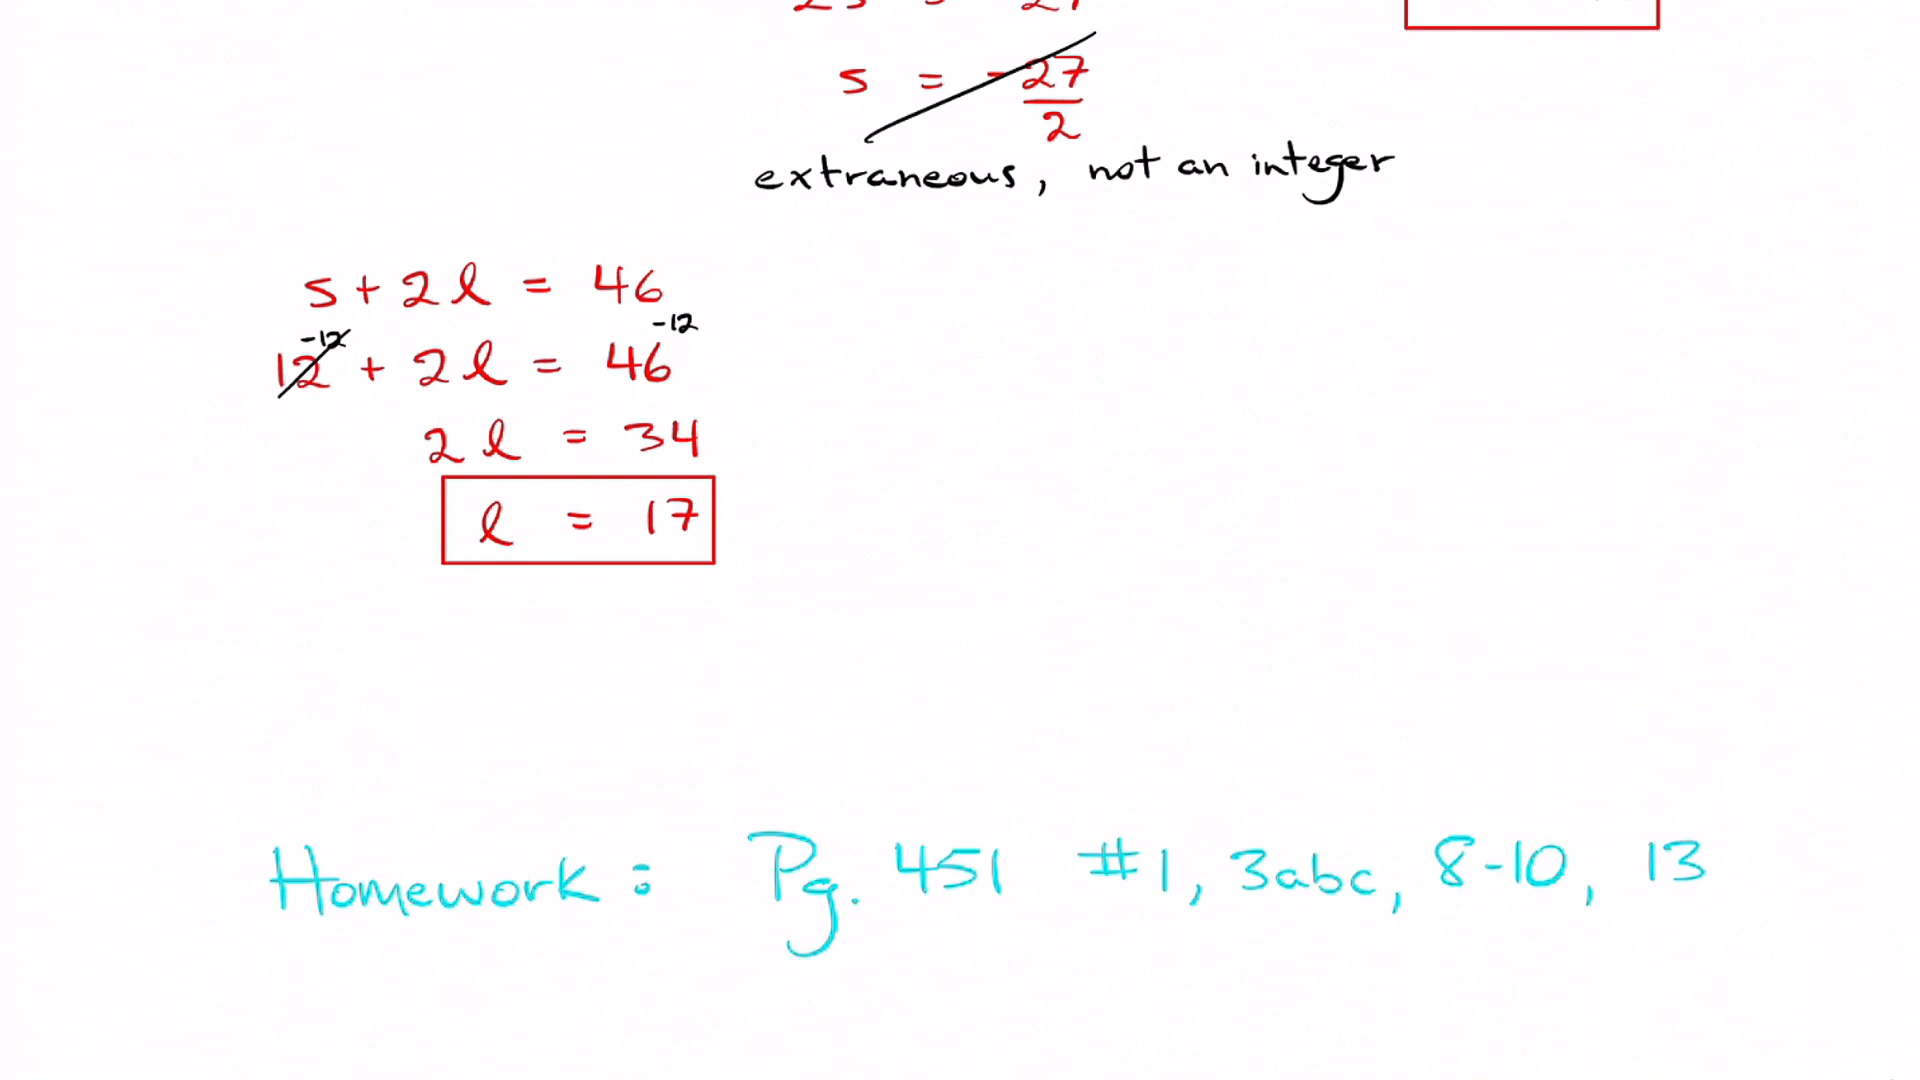 s = -27/2
extraneous, not an integer
s + 2l = 46
-12 -12
12 + 2l = 46
2l = 34
l = 17
Homework: Pg. 451 #1, 3abc, 8-10, 13